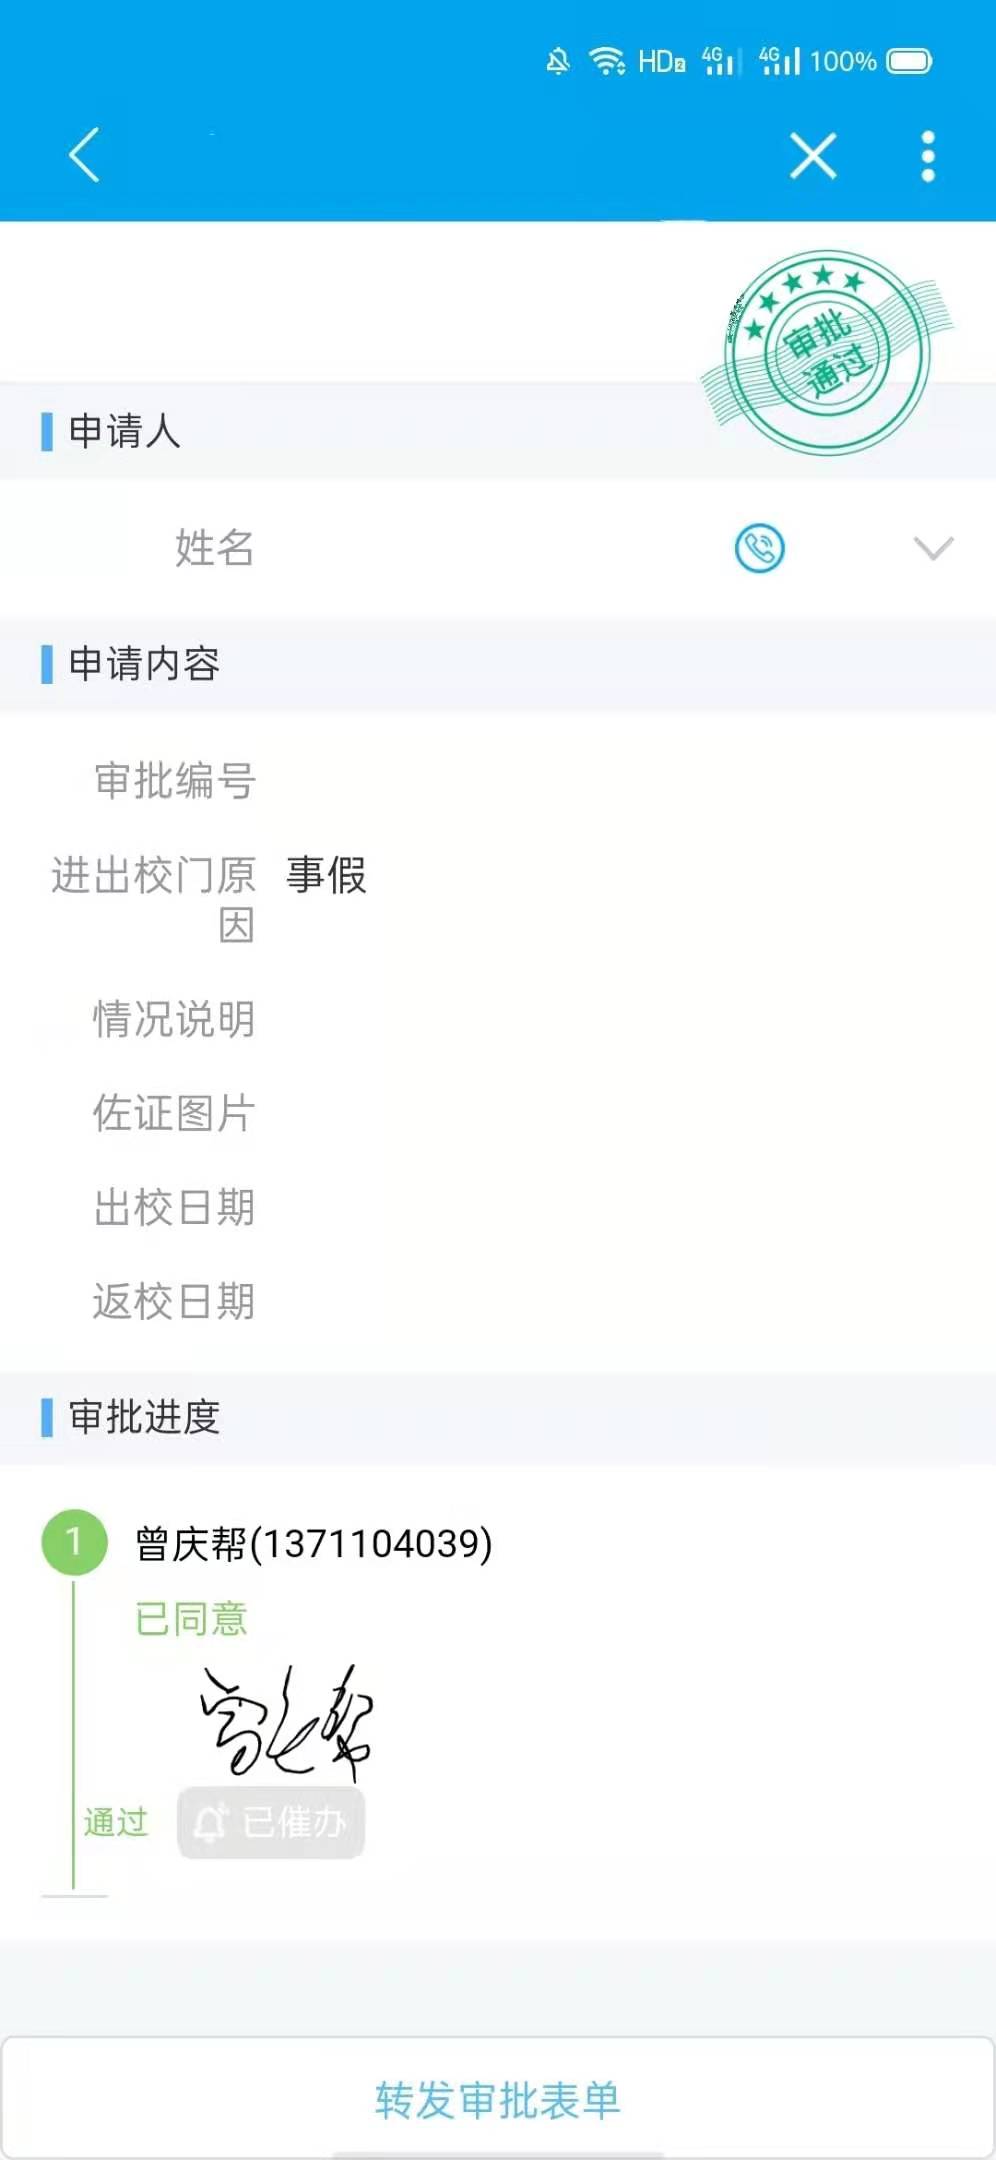 HD2 4G 4G 100%
审批
通过
申请人
姓名
申请内容
审批编号
进出校门原因 事假
情况说明
佐证图片
出校日期
返校日期
审批进度
1 曾庆帮(1371104039)
已同意
曾庆帮
通过 已催办
转发审批表单